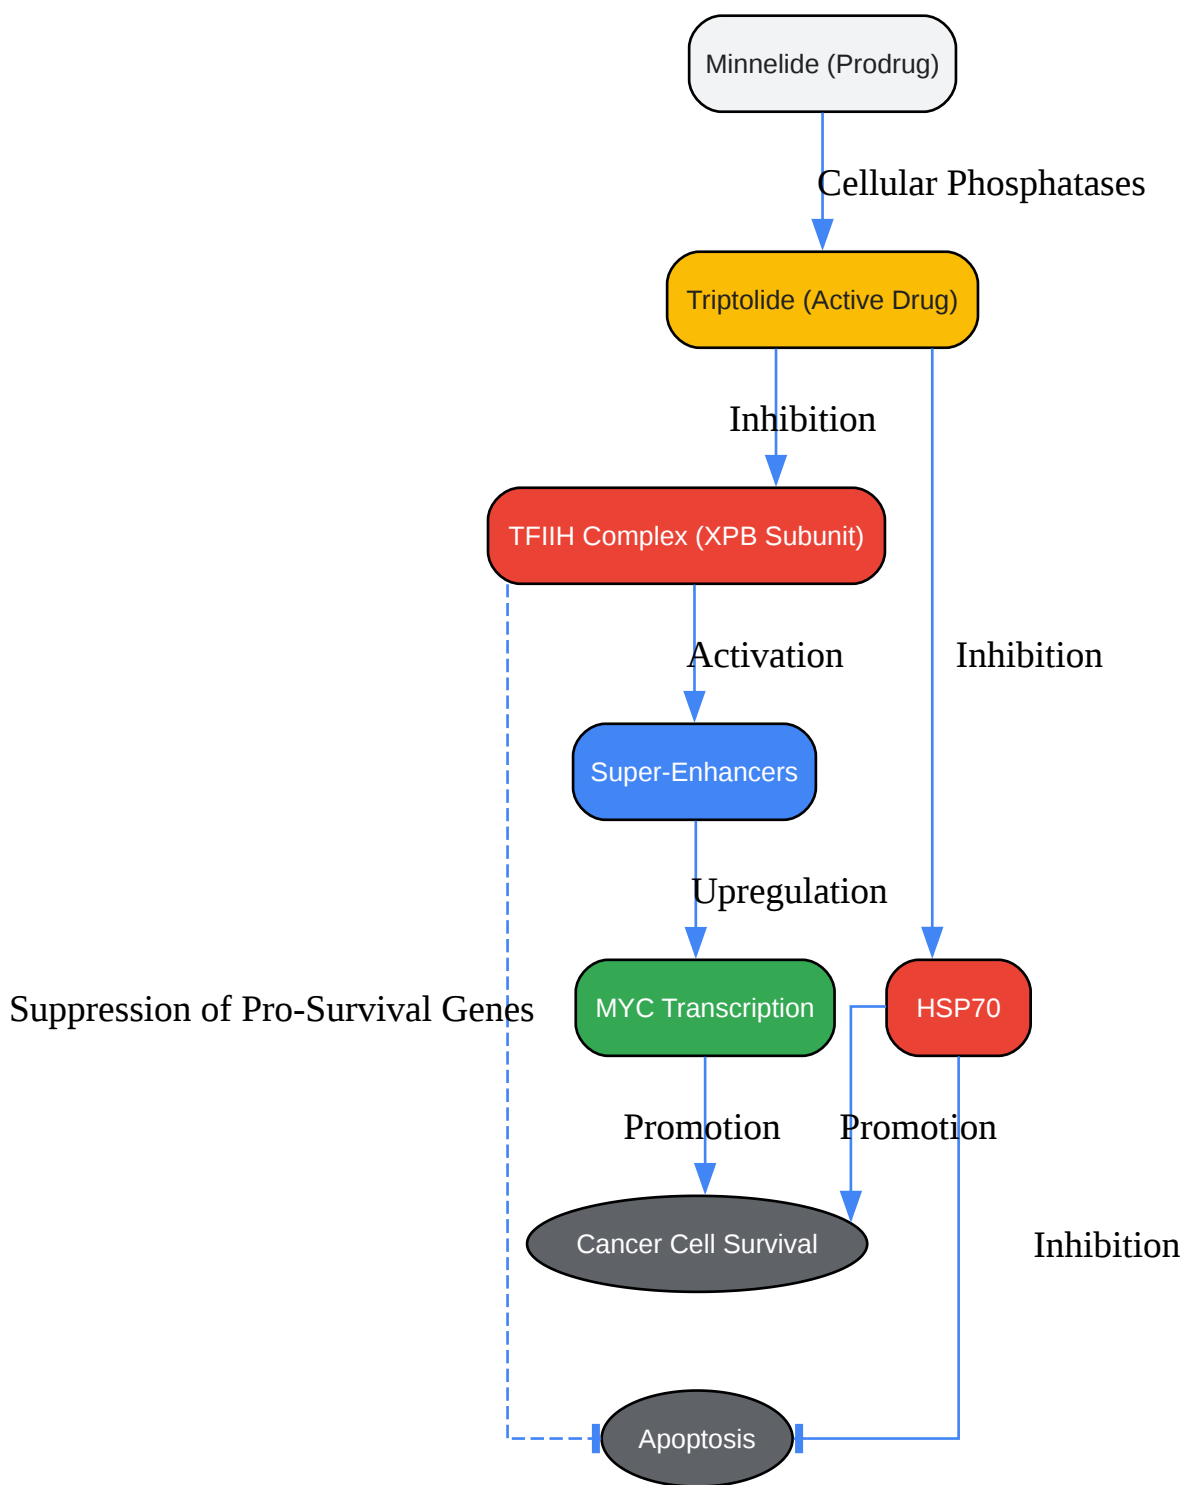 Minnelide (Prodrug)
Cellular Phosphatases
Triptolide (Active Drug)
Inhibition
TFIIH Complex (XPB Subunit)
Activation
Inhibition
Super-Enhancers
Upregulation
Suppression of Pro-Survival Genes
MYC Transcription
HSP70
Promotion
Promotion
Cancer Cell Survival
Inhibition
Apoptosis